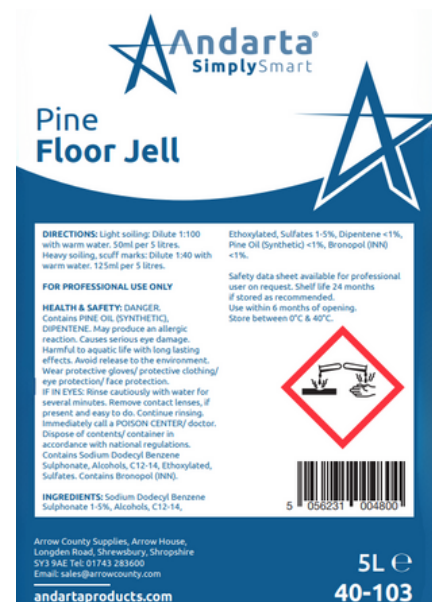 Andarta®
SimplySmart
Pine
Floor Jell
DIRECTIONS: Light soiling: Dilute 1:100
with warm water. 50ml per 5 litres.
Heavy soiling, scuff marks: Dilute 1:40 with
warm water. 125ml per 5 litres.
FOR PROFESSIONAL USE ONLY
HEALTH & SAFETY: DANGER.
Contains PINE OIL (SYNTHETIC),
DIPENTENE. May produce an allergic
reaction. Causes serious eye damage.
Harmful to aquatic life with long lasting
effects. Avoid release to the environment.
Wear protective gloves/ protective clothing/
eye protection/ face protection.
IF IN EYES: Rinse cautiously with water for
several minutes. Remove contact lenses, if
present and easy to do. Continue rinsing.
Immediately call a POISON CENTER/ doctor.
Dispose of contents/ container in
accordance with national regulations.
Contains Sodium Dodecyl Benzene
Sulphonate, Alcohols, C12-14, Ethoxylated,
Sulfates. Contains Bronopol (INN).
INGREDIENTS: Sodium Dodecyl Benzene
Sulphonate 1-5%, Alcohols, C12-14,
Ethoxylated, Sulfates 1-5%, Dipentene <1%,
Pine Oil (Synthetic) <1%, Bronopol (INN)
<1%.
Safety data sheet available for professional
user on request. Shelf life 24 months
if stored as recommended.
Use within 6 months of opening.
Store between 0°C & 40°C.
5 056231 004800
Arrow County Supplies, Arrow House,
Longden Road, Shrewsbury, Shropshire
SY3 9AE Tel: 01743 283600
Email: sales@arrowcounty.com
andartaproducts.com
5L ℮
40-103